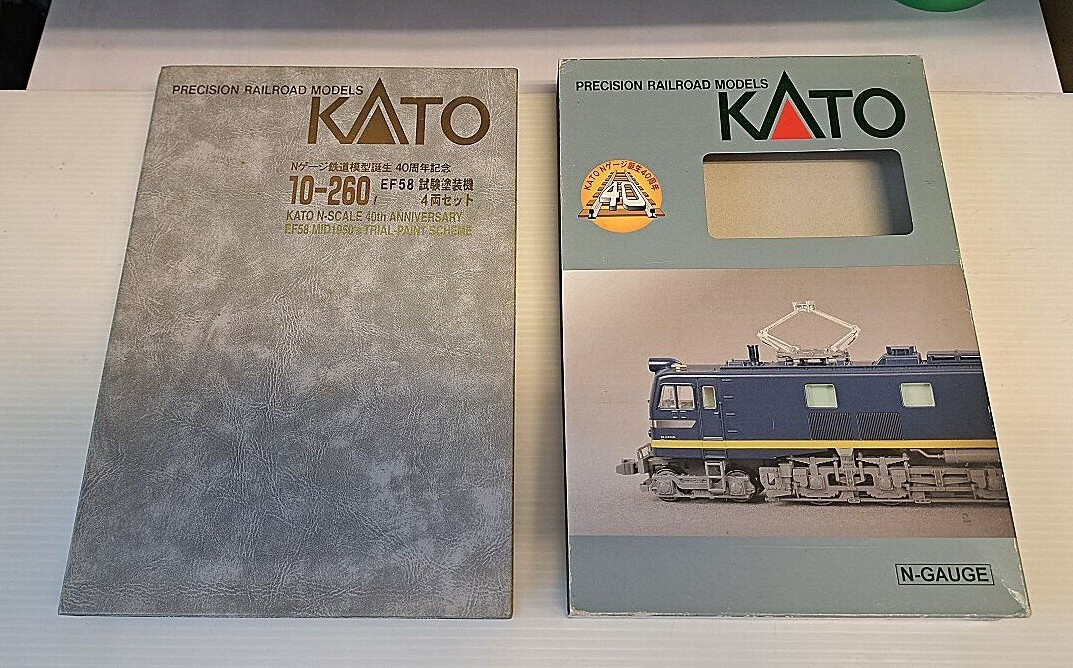 PRECISION RAILROAD MODELS
KATO
Nゲージ鉄道模型誕生 40周年記念
10-260 EF58 試験塗装機
4両セット
KATO N-SCALE 40th ANNIVERSARY
EF58 MID1950's TRIAL-PAINT SCHEME
PRECISION RAILROAD MODELS
KATO
KATO Nゲージ誕生40周年
40
N-GAUGE